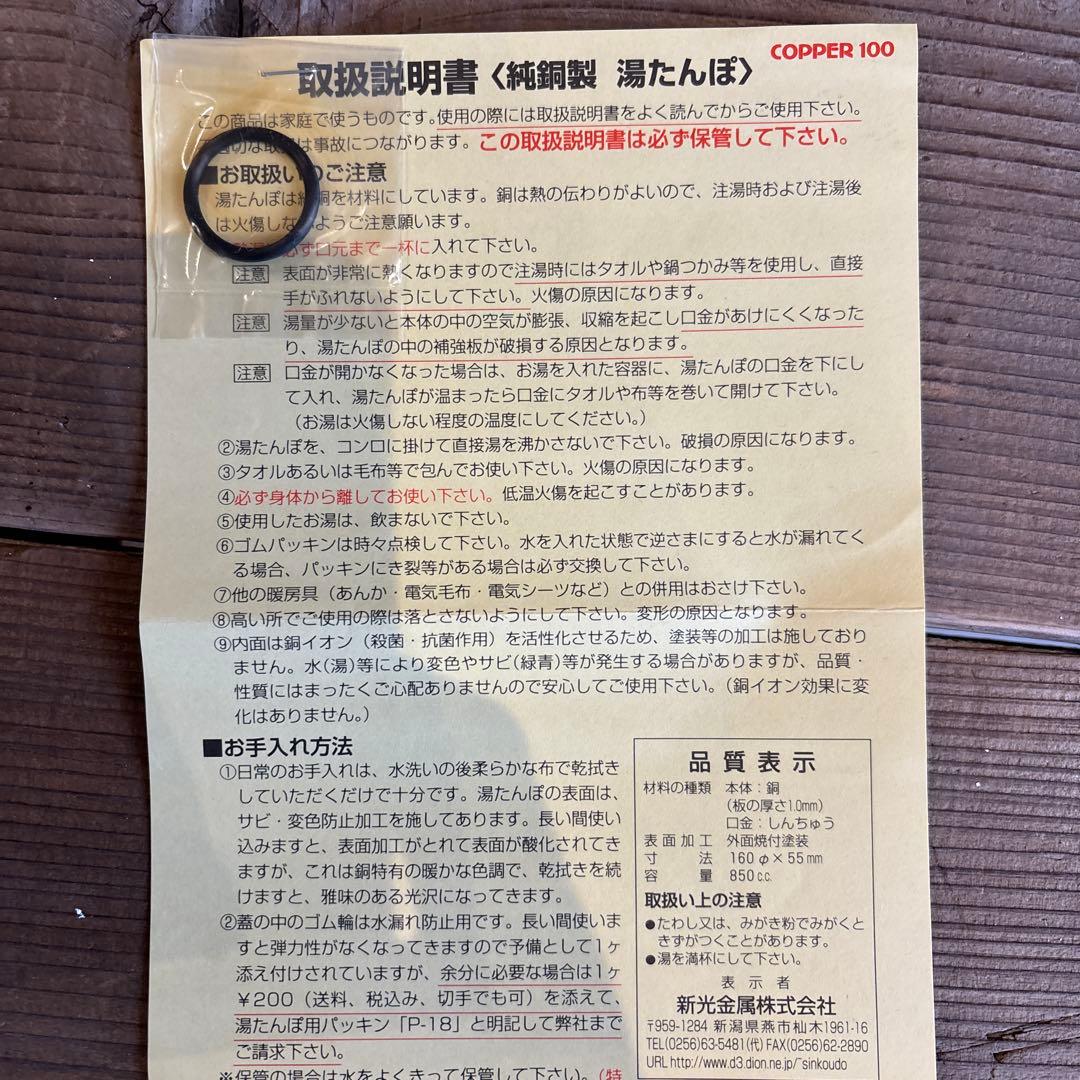 COPPER 100
取扱説明書〈純銅製 湯たんぽ〉
この商品は家庭で使うものです。使用の際には取扱説明書をよく読んでからご使用下さい。
な取扱は事故につながります。この取扱説明書は必ず保管して下さい。
■お取扱いのご注意
湯たんぽは純銅を材料にしています。銅は熱の伝わりがよいので、注湯時および注湯後
は火傷しないようご注意願います。
必ず口元まで一杯に入れて下さい。
注意 表面が非常に熱くなりますので注湯時にはタオルや鍋つかみ等を使用し、直接
手がふれないようにして下さい。火傷の原因になります。
注意 湯量が少ないと本体の中の空気が膨張、収縮を起こし口金があけにくくなった
り、湯たんぽの中の補強板が破損する原因となります。
注意 口金が開かなくなった場合は、お湯を入れた容器に、湯たんぽの口金を下にし
て入れ、湯たんぽが温まったら口金にタオルや布等を巻いて開けて下さい。
(お湯は火傷しない程度の温度にしてください。)
②湯たんぽを、コンロに掛けて直接湯を沸かさないで下さい。破損の原因になります。
③タオルあるいは毛布等で包んでお使い下さい。火傷の原因になります。
④必ず身体から離してお使い下さい。低温火傷を起こすことがあります。
⑤使用したお湯は、飲まないで下さい。
⑥ゴムパッキンは時々点検して下さい。水を入れた状態で逆さまにすると水が漏れてく
る場合、パッキンにき裂等がある場合は必ず交換して下さい。
⑦他の暖房具(あんか・電気毛布・電気シーツなど)との併用はおさけ下さい。
⑧高い所でご使用の際は落とさないようにして下さい。変形の原因となります。
⑨内面は銅イオン(殺菌・抗菌作用)を活性化させるため、塗装等の加工は施しており
ません。水(湯)等により変色やサビ(緑青)等が発生する場合がありますが、品質・
性質にはまったくご心配ありませんので安心してご使用下さい。(銅イオン効果に変
化はありません。)
■お手入れ方法
①日常のお手入れは、水洗いの後柔らかな布で乾拭き
していただくだけで十分です。湯たんぽの表面は、
サビ・変色防止加工を施してあります。長い間使い
込みますと、表面加工がとれて表面が酸化されてき
ますが、これは銅特有の暖かな色調で、乾拭きを続
けますと、雅味のある光沢になってきます。
②蓋の中のゴム輪は水漏れ防止用です。長い間使いま
すと弾力性がなくなってきますので予備として1ヶ
添え付けされていますが、余分に必要な場合は1ヶ
¥200(送料、税込み、切手でも可)を添えて、
湯たんぽ用パッキン「P-18」と明記して弊社まで
ご請求下さい。
※保管の場合は水をよくきって保管して下さい。(特
品質表示
材料の種類 本体：銅
(板の厚さ1.0mm)
口金：しんちゅう
表面加工 外面焼付塗装
寸法 160φ×55mm
容量 850c.c.
取扱い上の注意
●たわし又は、みがき粉でみがくと
きずがつくことがあります。
●湯を満杯にして下さい。
表示者
新光金属株式会社
〒959-1284 新潟県燕市杣木1961-16
TEL(0256)63-5481(代) FAX(0256)62-2890
URL http://www.d3.dion.ne.jp/~sinkoudo